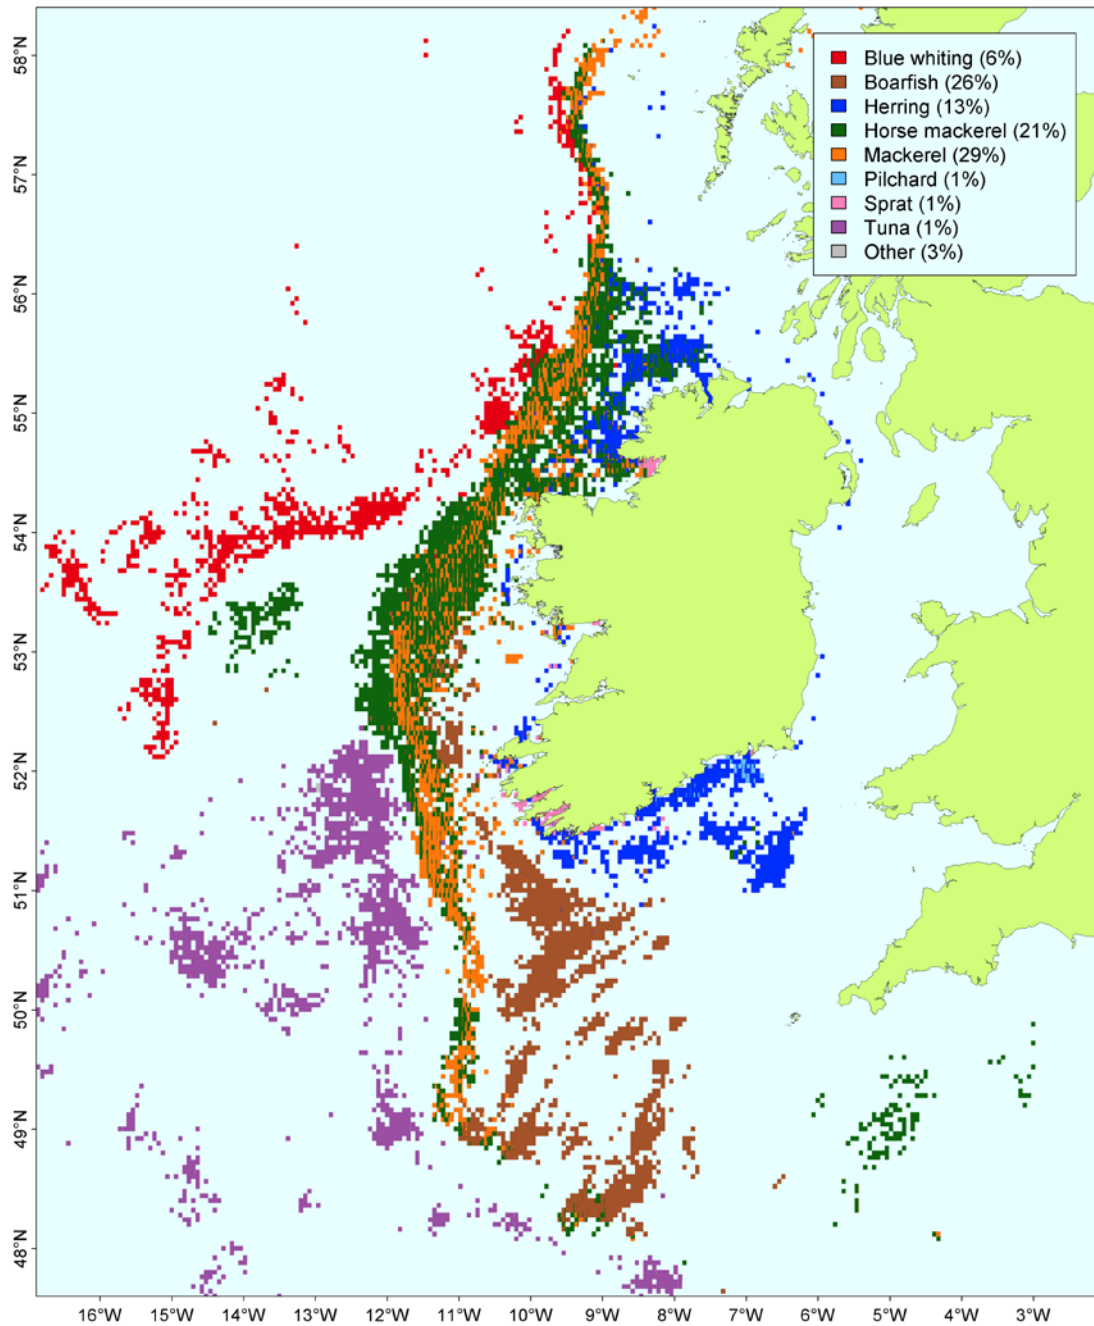 Blue whiting (6%)
Boarfish (26%)
Herring (13%)
Horse mackerel (21%)
Mackerel (29%)
Pilchard (1%)
Sprat (1%)
Tuna (1%)
Other (3%)
58°N
57°N
56°N
55°N
54°N
53°N
52°N
51°N
50°N
49°N
48°N
16°W 15°W 14°W 13°W 12°W 11°W 10°W 9°W 8°W 7°W 6°W 5°W 4°W 3°W